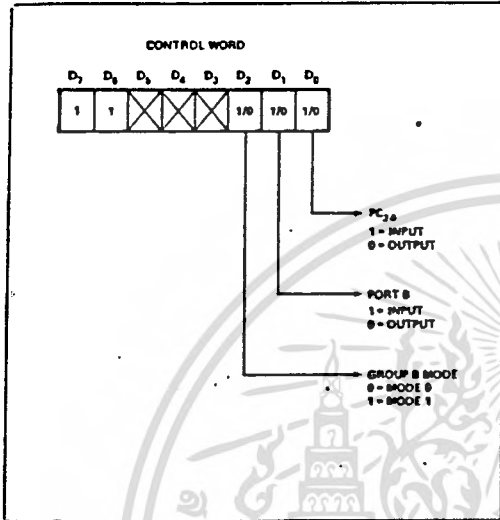 CONTROL WORD
D7 D6 D5 D4 D3 D2 D1 D0
1 1 1/0 1/0 1/0
PC2-0
1 = INPUT
0 = OUTPUT
PORT B
1 = INPUT
0 = OUTPUT
GROUP B MODE
0 = MODE 0
1 = MODE 1